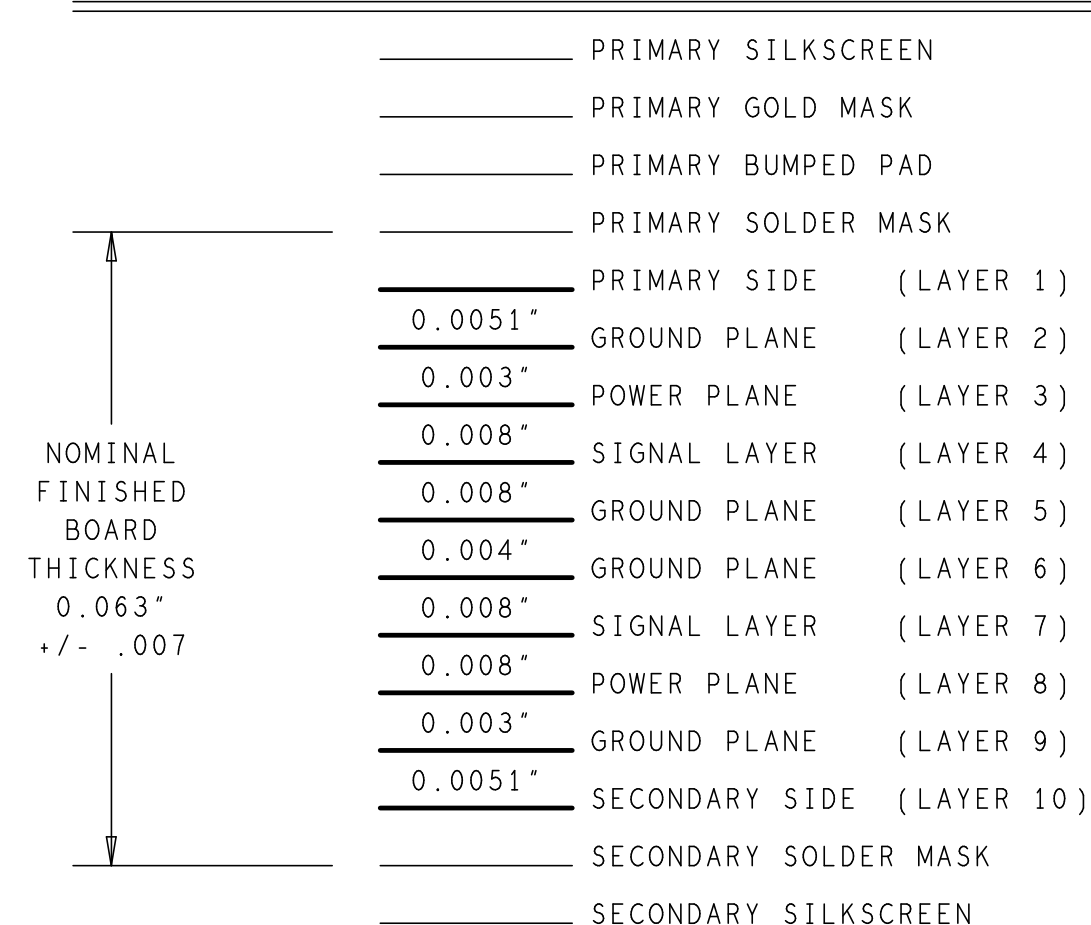 PRIMARY SILKSCREEN
PRIMARY GOLD MASK
PRIMARY BUMPED PAD
PRIMARY SOLDER MASK
PRIMARY SIDE (LAYER 1)
0.0051"
GROUND PLANE (LAYER 2)
0.003"
POWER PLANE (LAYER 3)
0.008"
SIGNAL LAYER (LAYER 4)
0.008"
GROUND PLANE (LAYER 5)
0.004"
GROUND PLANE (LAYER 6)
0.008"
SIGNAL LAYER (LAYER 7)
0.008"
POWER PLANE (LAYER 8)
0.003"
GROUND PLANE (LAYER 9)
0.0051"
SECONDARY SIDE (LAYER 10)
SECONDARY SOLDER MASK
SECONDARY SILKSCREEN
NOMINAL
FINISHED
BOARD
THICKNESS
0.063"
+/- .007